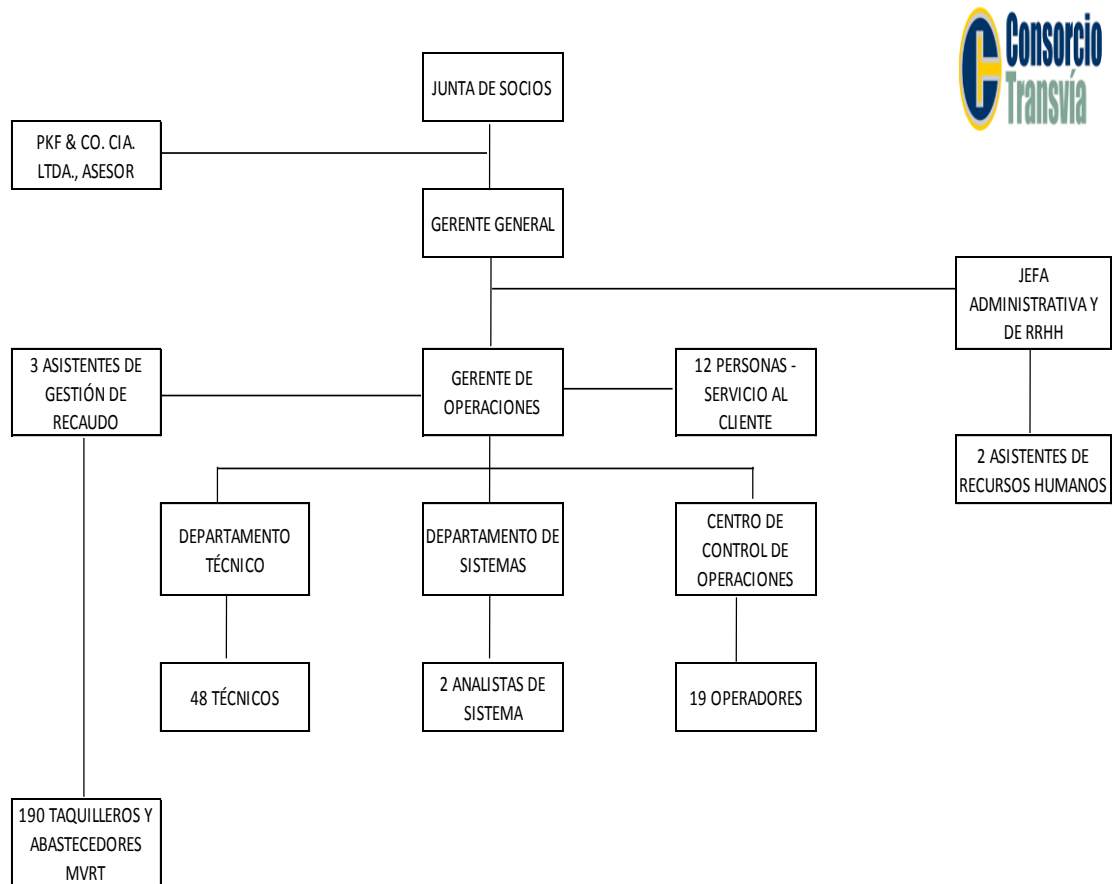 Consorcio
Transvía
JUNTA DE SOCIOS
PKF & CO. CIA.
LTDA., ASESOR
GERENTE GENERAL
JEFA
ADMINISTRATIVA Y
DE RRHH
3 ASISTENTES DE
GESTIÓN DE
RECAUDO
GERENTE DE
OPERACIONES
12 PERSONAS -
SERVICIO AL
CLIENTE
2 ASISTENTES DE
RECURSOS HUMANOS
DEPARTAMENTO
TÉCNICO
DEPARTAMENTO DE
SISTEMAS
CENTRO DE
CONTROL DE
OPERACIONES
48 TÉCNICOS
2 ANALISTAS DE
SISTEMA
19 OPERADORES
190 TAQUILLEROS Y
ABASTECEDORES
MVRT